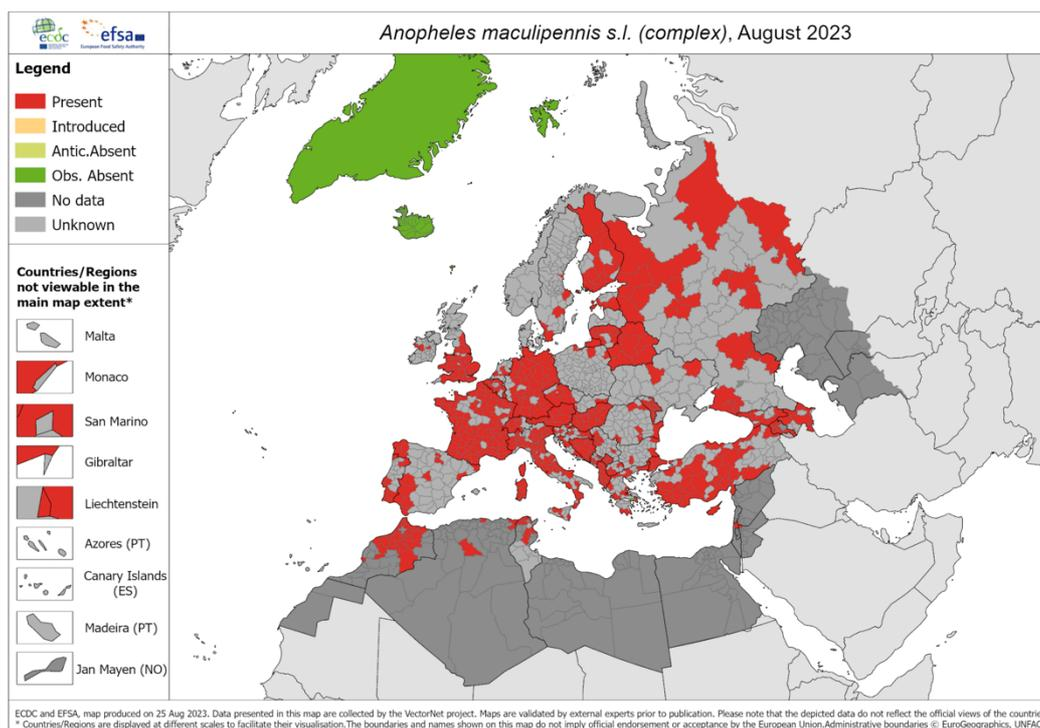 ecdc
efsa
European Food Safety Authority
Anopheles maculipennis s.l. (complex), August 2023
Legend
Present
Introduced
Antic.Absent
Obs. Absent
No data
Unknown
Countries/Regions
not viewable in the
main map extent*
Malta
Monaco
San Marino
Gibraltar
Liechtenstein
Azores (PT)
Canary Islands
(ES)
Madeira (PT)
Jan Mayen (NO)
ECDC and EFSA, map produced on 25 Aug 2023. Data presented in this map are collected by the VectorNet project. Maps are validated by external experts prior to publication. Please note that the depicted data do not reflect the official views of the countrie
* Countries/Regions are displayed at different scales to facilitate their visualisation.The boundaries and names shown on this map do not imply official endorsement or acceptance by the European Union.Administrative boundaries © EuroGeographics, UNFAO